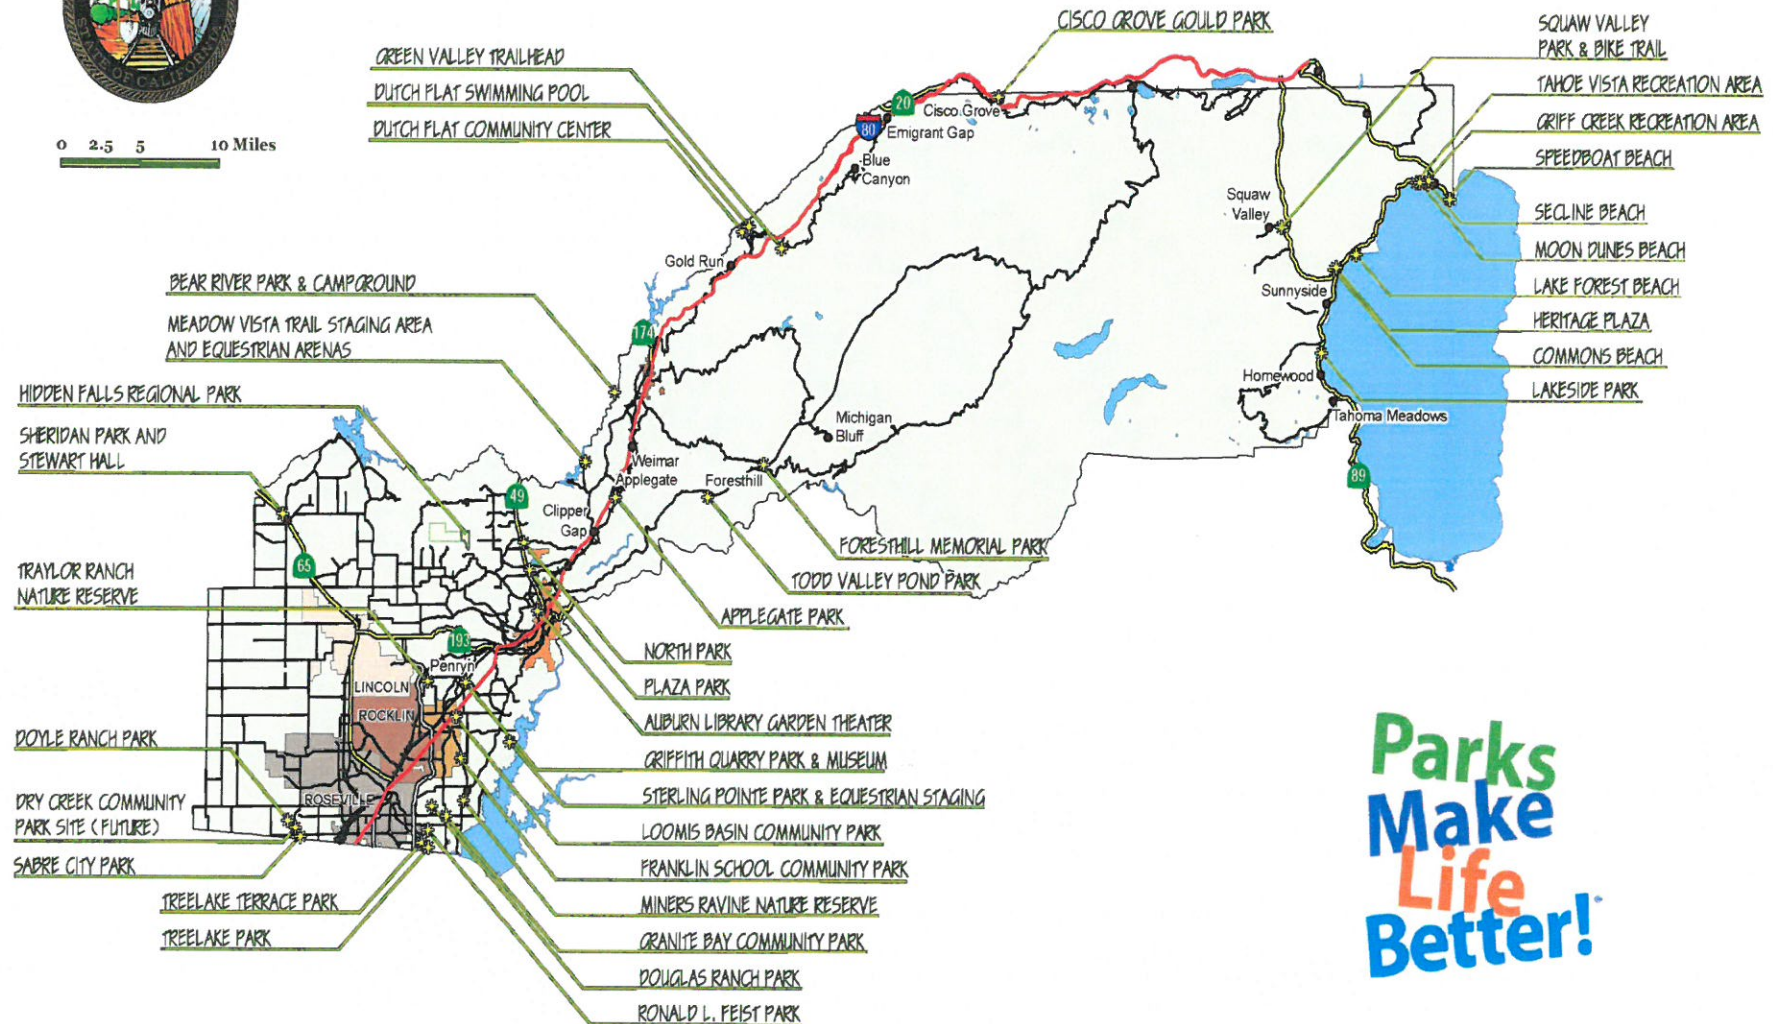 STATE OF CALIFORNIA
0 2.5 5 10 Miles
GREEN VALLEY TRAILHEAD
DUTCH FLAT SWIMMING POOL
DUTCH FLAT COMMUNITY CENTER
CISCO GROVE GOULD PARK
SQUAW VALLEY
PARK & BIKE TRAIL
TAHOE VISTA RECREATION AREA
GRIFF CREEK RECREATION AREA
SPEEDBOAT BEACH
SECLINE BEACH
MOON DUNES BEACH
LAKE FOREST BEACH
HERITAGE PLAZA
COMMONS BEACH
LAKESIDE PARK
20
Cisco Grove
80
Emigrant Gap
Blue
Canyon
Squaw
Valley
Gold Run
Sunnyside
Homewood
Tahoma Meadows
89
BEAR RIVER PARK & CAMPGROUND
MEADOW VISTA TRAIL STAGING AREA
AND EQUESTRIAN ARENAS
HIDDEN FALLS REGIONAL PARK
SHERIDAN PARK AND
STEWART HALL
TRAYLOR RANCH
NATURE RESERVE
DOYLE RANCH PARK
DRY CREEK COMMUNITY
PARK SITE (FUTURE)
SABRE CITY PARK
TREELAKE TERRACE PARK
TREELAKE PARK
174
Michigan
Bluff
Weimar
Applegate
Foresthill
49
Clipper
Gap
65
193
Penryn
LINCOLN
ROCKLIN
ROSEVILLE
FORESTHILL MEMORIAL PARK
TODD VALLEY POND PARK
APPLEGATE PARK
NORTH PARK
PLAZA PARK
AUBURN LIBRARY GARDEN THEATER
GRIFFITH QUARRY PARK & MUSEUM
STERLING POINTE PARK & EQUESTRIAN STAGING
LOOMIS BASIN COMMUNITY PARK
FRANKLIN SCHOOL COMMUNITY PARK
MINERS RAVINE NATURE RESERVE
GRANITE BAY COMMUNITY PARK
DOUGLAS RANCH PARK
RONALD L. FEIST PARK
Parks
Make
Life
Better!